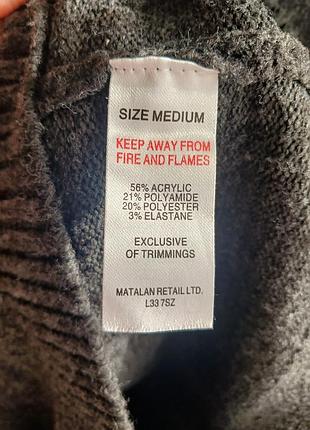 SIZE MEDIUM
KEEP AWAY FROM
FIRE AND FLAMES
56% ACRYLIC
21% POLYAMIDE
20% POLYESTER
3% ELASTANE
EXCLUSIVE
OF TRIMMINGS
MATALAN RETAIL LTD.
L33 7SZ